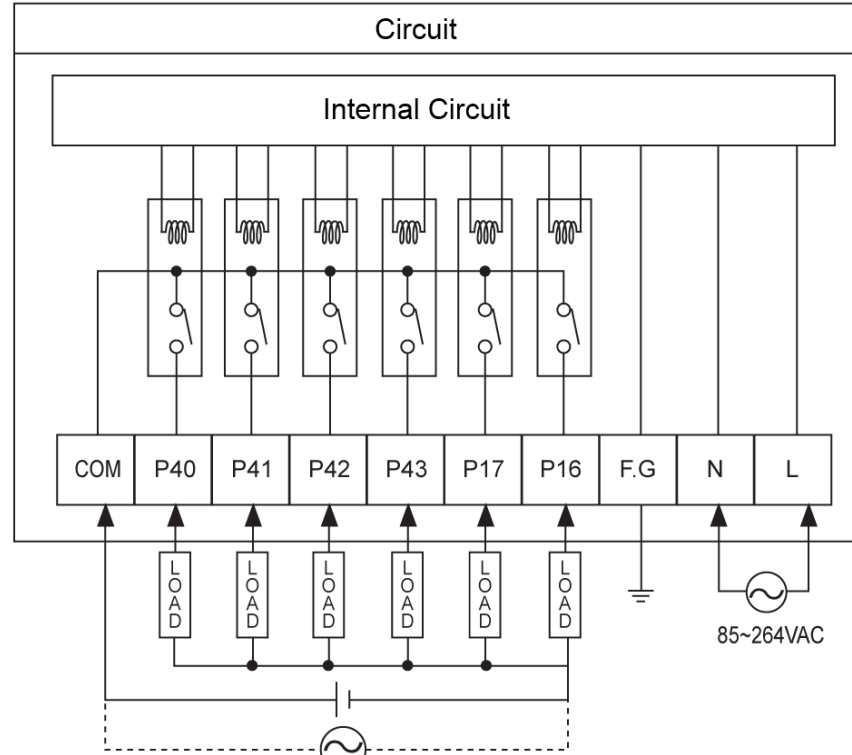 Circuit
Internal Circuit
COM P40 P41 P42 P43 P17 P16 F.G N L
LOAD LOAD LOAD LOAD LOAD LOAD
85~264VAC